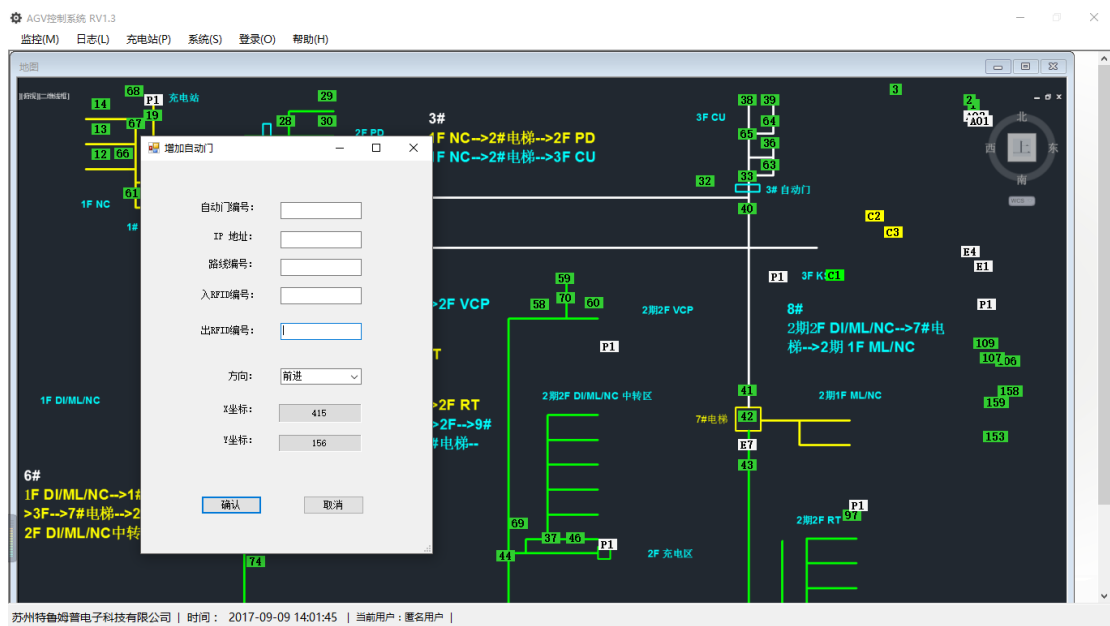 AGV控制系统 RV1.3
监控(M) 日志(L) 充电站(P) 系统(S) 登录(O) 帮助(H)
地图
68
14
P1
充电站
29
38 39
3
2
A01
19
67
28
30
3#
3F CU
64
北
13
2F PD
1F NC-->2#电梯-->2F PD
65
36
西
上
东
12 66
1F NC-->2#电梯-->3F CU
63
33
32
南
3# 自动门
WCS
61
1F NC
40
C2
1#
C3
E4
E1
P1
3F K
C1
59
58
70
60
>2F VCP
2期2F VCP
P1
8#
2期2F DI/ML/NC-->7#电
梯-->2期 1F ML/NC
P1
109
107
T
41
158
159
1F DI/ML/NC
>2F RT
2期2F DI/ML/NC 中转区
2期1F ML/NC
>2F-->9#
7#电梯
42
153
#电梯--
E7
43
6#
1F DI/ML/NC-->1#
>3F-->7#电梯-->2
2F DI/ML/NC中转
P1
2期2F RT
97
69
37 46
P1
44
2F 充电区
74
增加自动门
自动门编号：
IP 地址：
路线编号：
入RFID编号：
出RFID编号：
方向： 前进
X坐标： 415
Y坐标： 156
确认 取消
苏州特鲁姆普电子科技有限公司 | 时间： 2017-09-09 14:01:45 | 当前用户：匿名用户 |